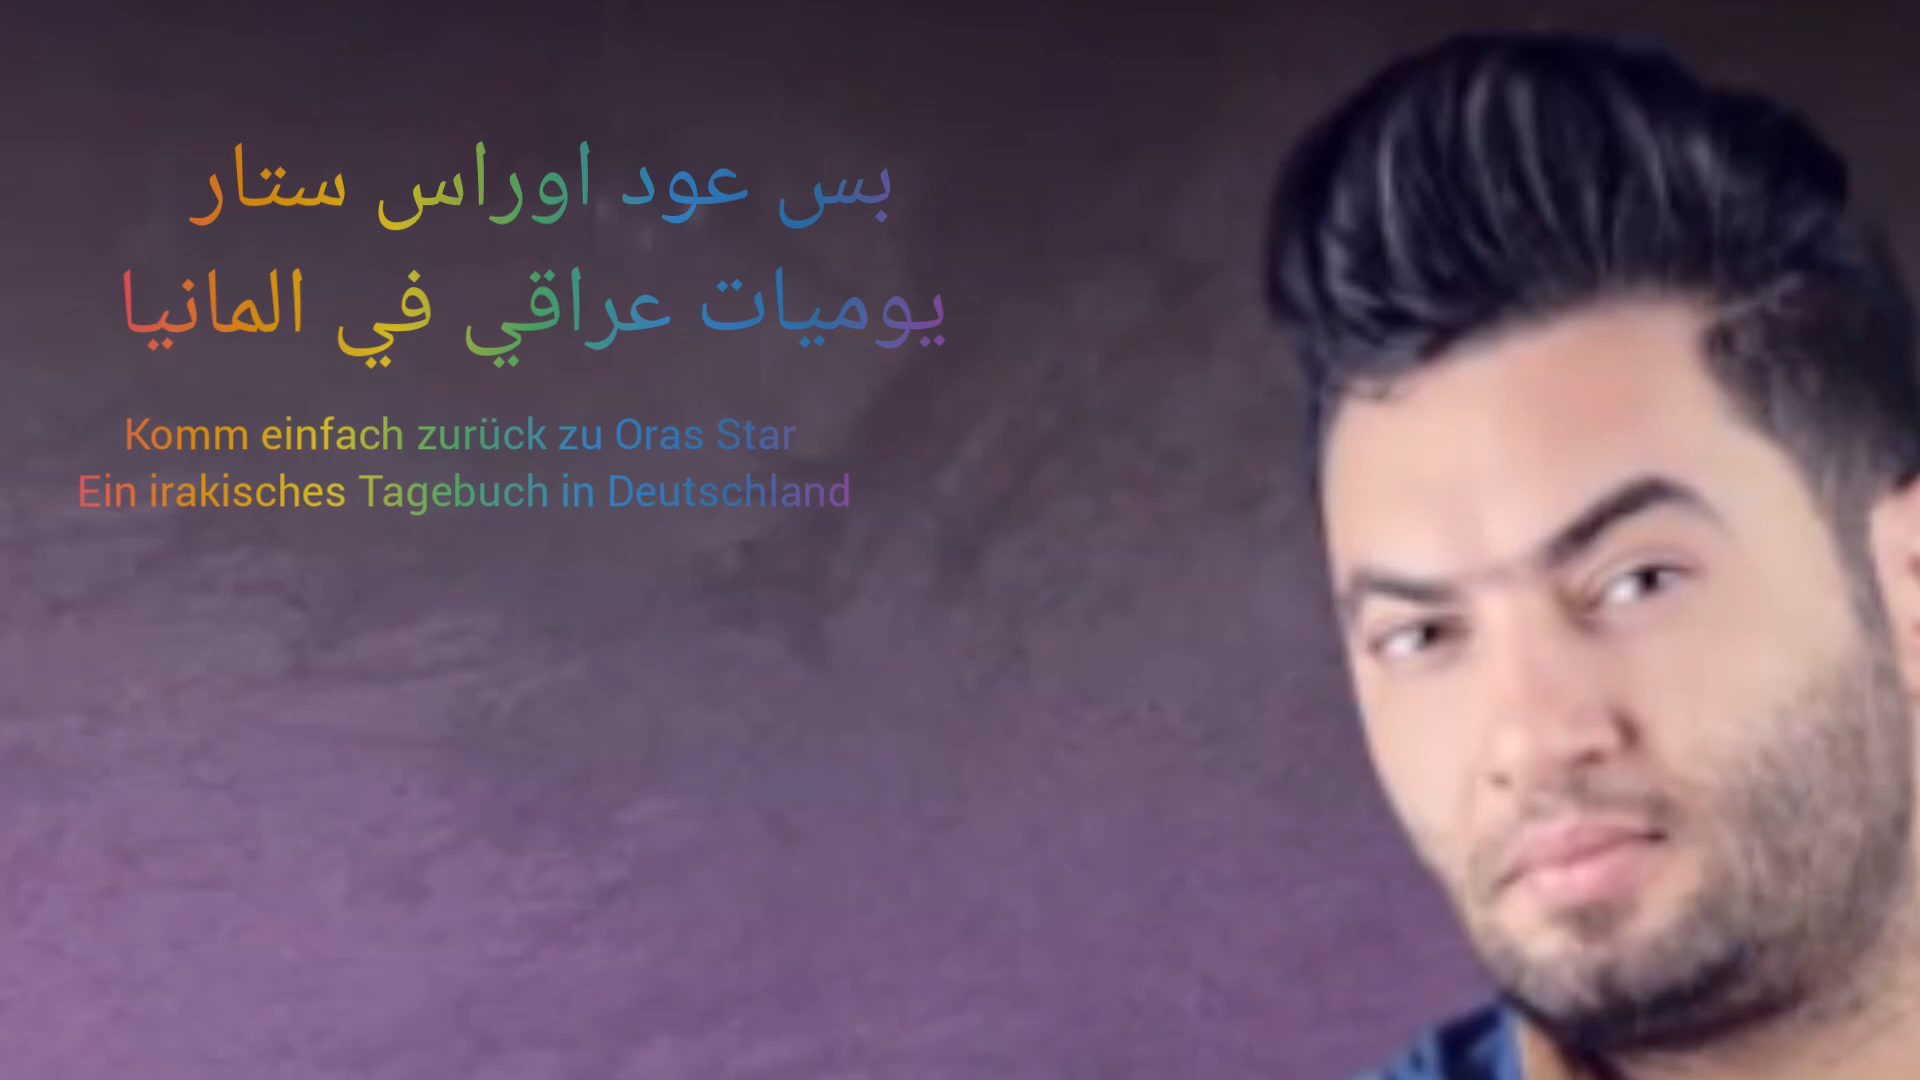 بس عود اوراس ستار
يوميات عراقي في المانيا
Komm einfach zurück zu Oras Star
Ein irakisches Tagebuch in Deutschland